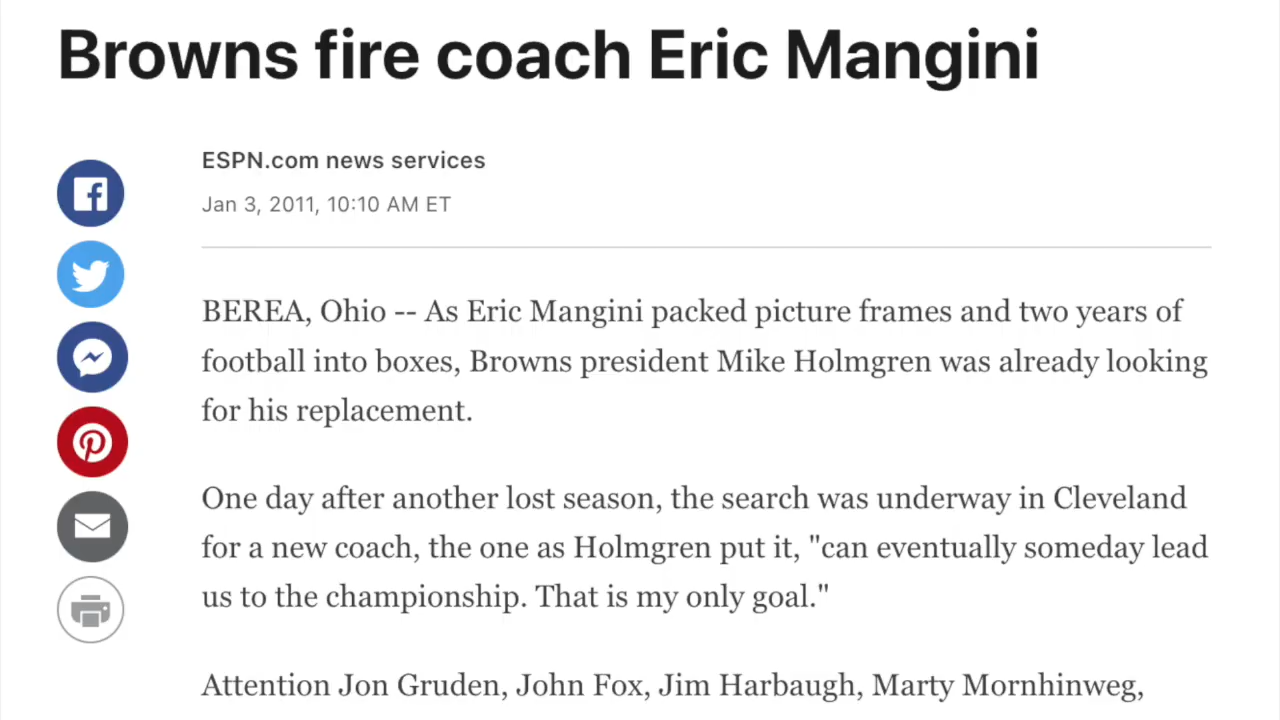 Browns fire coach Eric Mangini
ESPN.com news services
Jan 3, 2011, 10:10 AM ET
BEREA, Ohio -- As Eric Mangini packed picture frames and two years of
football into boxes, Browns president Mike Holmgren was already looking
for his replacement.
One day after another lost season, the search was underway in Cleveland
for a new coach, the one as Holmgren put it, "can eventually someday lead
us to the championship. That is my only goal."
Attention Jon Gruden, John Fox, Jim Harbaugh, Marty Mornhinweg,